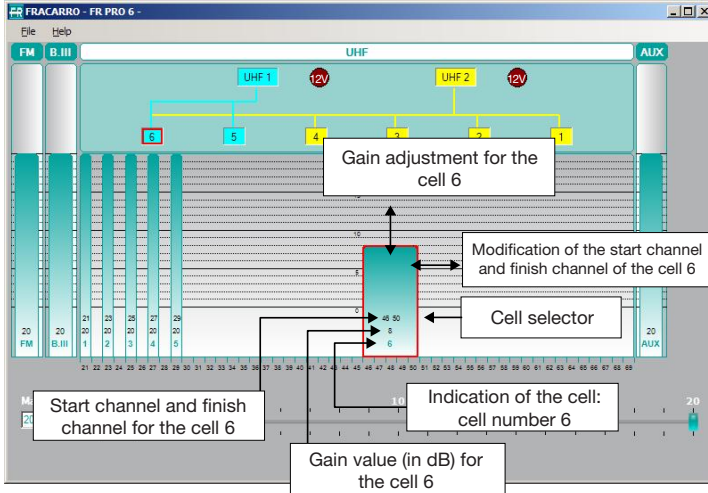 FRACARRO - FR PRO 6 -
File Help
FM B.III UHF AUX
UHF 1 12V UHF 2 12V
6 5 4 3 2 1
Gain adjustment for the
cell 6
Modification of the start channel
and finish channel of the cell 6
5
0
Cell selector
46 50
8
6
21 23 25 27 29
20 20 20 20 20 20 20 20
FM B.III 1 2 3 4 5 AUX
21 22 23 24 25 26 27 28 29 30 31 32 33 34 35 36 37 38 39 40 41 42 43 44 45 46 47 48 49 50 51 52 53 54 55 56 57 58 59 60 61 62 63 64 65 66 67 68 69
Start channel and finish
channel for the cell 6
10
20
Indication of the cell:
cell number 6
Gain value (in dB) for
the cell 6